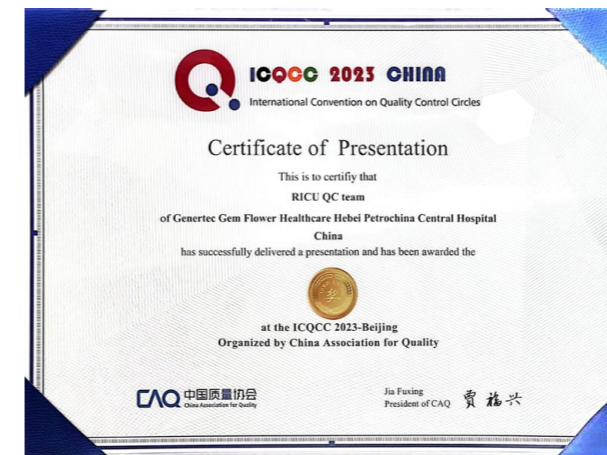 ICQCC 2023 CHINA
International Convention on Quality Control Circles
Certificate of Presentation
This is to certifiy that
RICU QC team
of Genertec Gem Flower Healthcare Hebei Petrochina Central Hospital
China
has successfully delivered a presentation and has been awarded the
奖
at the ICQCC 2023-Beijing
Organized by China Association for Quality
CAQ 中国质量协会
China Association for Quality
Jia Fuxing
President of CAQ
贾福兴